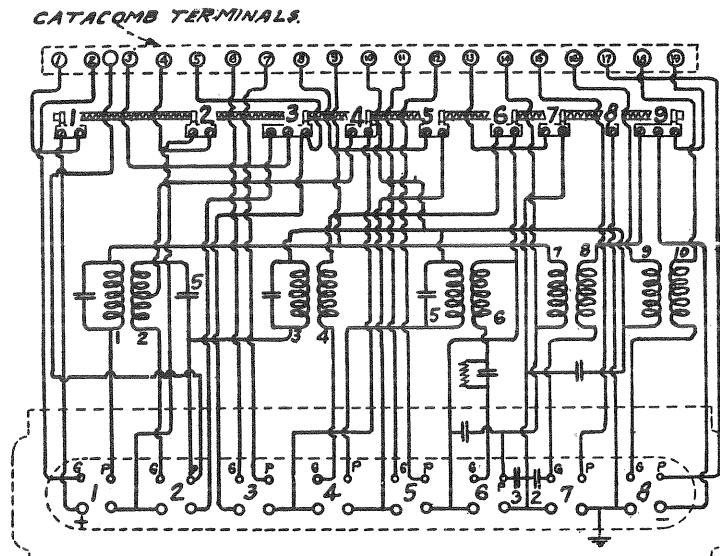 CATACOMB TERMINALS.
1 2 3 4 5 6 7 8 9 10 11 12 13 14 15 17 18 19
1 2 3 4 5 6 7 8 9
7 8 9 10
5 5 6
1 2 3 4
G P G P G P G P G P G P G P G P
1 2 3 4 5 6 3 2 7 8
+ −